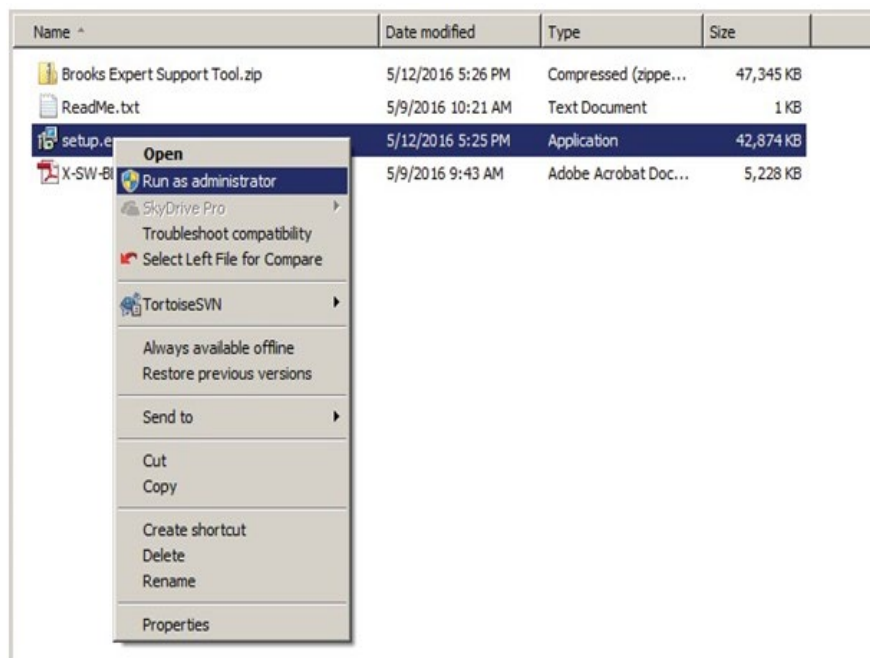 Name Date modified Type Size
Brooks Expert Support Tool.zip 5/12/2016 5:26 PM Compressed (zippe... 47,345 KB
ReadMe.txt 5/9/2016 10:21 AM Text Document 1 KB
setup.e 5/12/2016 5:25 PM Application 42,874 KB
X-SW-B 5/9/2016 9:43 AM Adobe Acrobat Doc... 5,228 KB
Open
Run as administrator
SkyDrive Pro
Troubleshoot compatibility
Select Left File for Compare
TortoiseSVN
Always available offline
Restore previous versions
Send to
Cut
Copy
Create shortcut
Delete
Rename
Properties